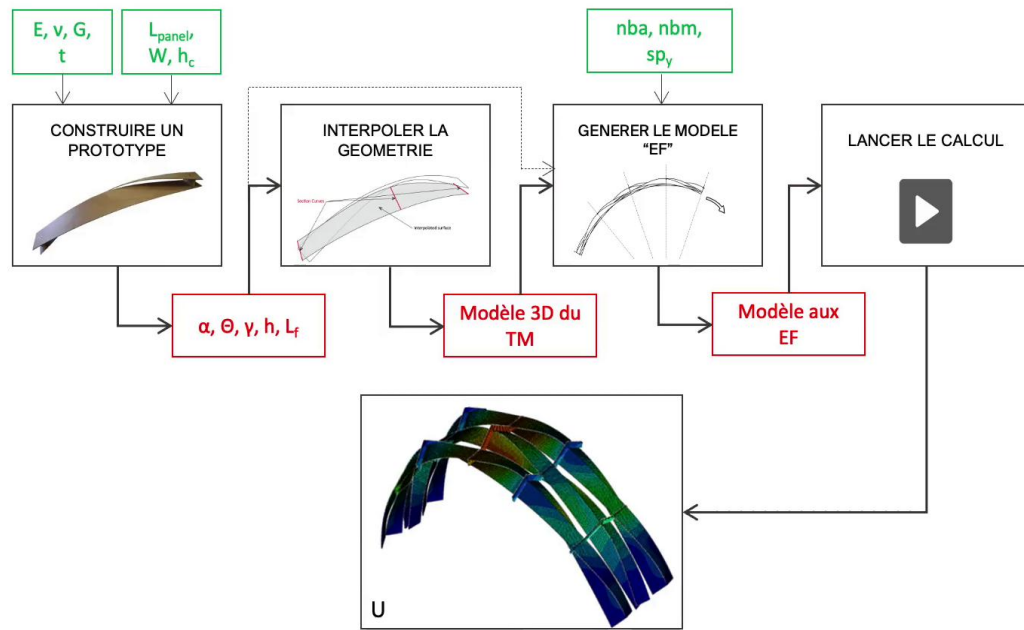 E, ν, G,
t
L_panel,
W, h_c
nba, nbm,
sp_y
CONSTRUIRE UN
PROTOTYPE
INTERPOLER LA
GEOMETRIE
Section Curves
Interpolated surface
GENERER LE MODELE
“EF”
LANCER LE CALCUL
α, Θ, γ, h, L_f
Modèle 3D du
TM
Modèle aux
EF
U